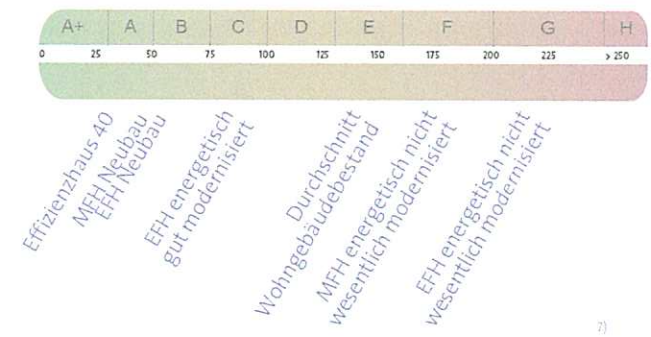 A+ A B C D E F G H
0 25 50 75 100 125 150 175 200 225 > 250
Effizienzhaus 40
MFH Neubau
EFH Neubau
EFH energetisch
gut modernisiert
Durchschnitt
Wohngebäudebestand
MFH energetisch nicht
wesentlich modernisiert
EFH energetisch nicht
wesentlich modernisiert
7)